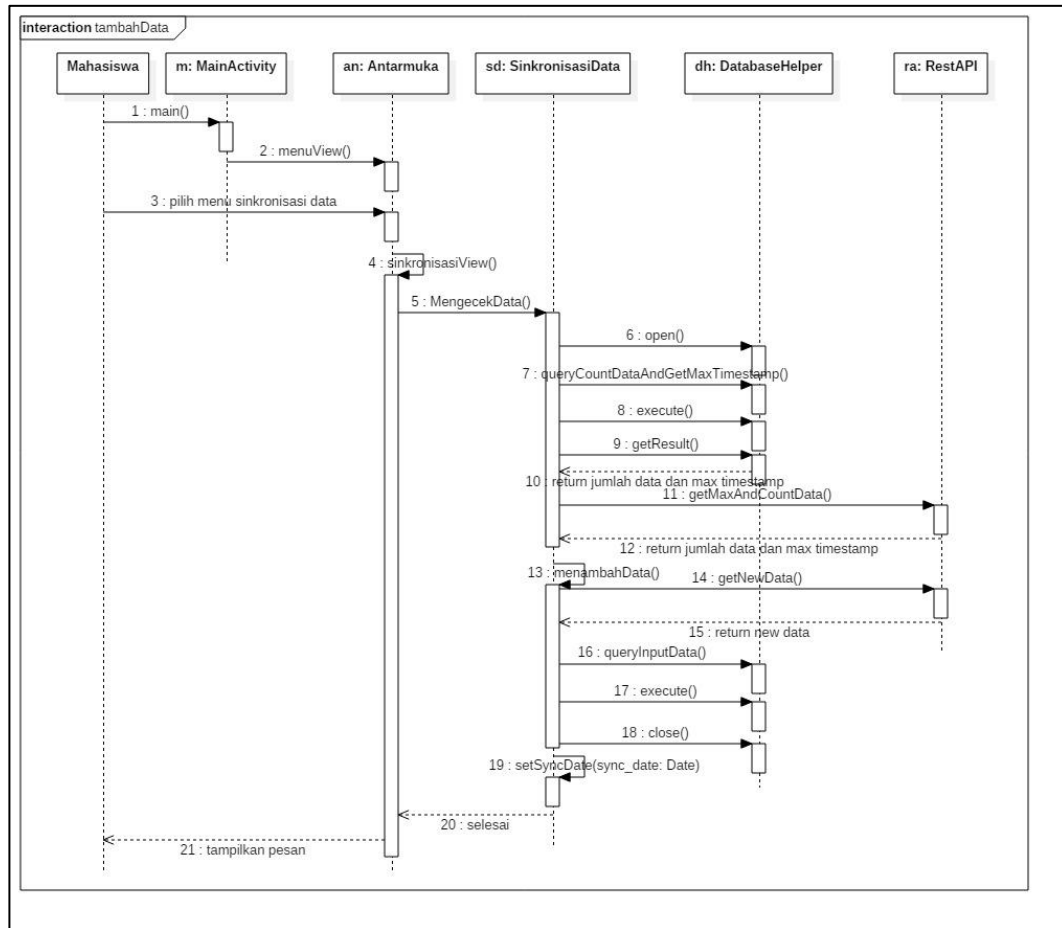 interaction tambahData
Mahasiswa
m: MainActivity
an: Antarmuka
sd: SinkronisasiData
dh: DatabaseHelper
ra: RestAPI
1 : main()
2 : menuView()
3 : pilih menu sinkronisasi data
4 : sinkronisasiView()
5 : MengecekData()
6 : open()
7 : queryCountDataAndGetMaxTimestamp()
8 : execute()
9 : getResult()
10 : return jumlah data dan max timestamp
11 : getMaxAndCountData()
12 : return jumlah data dan max timestamp
13 : menambahData()
14 : getNewData()
15 : return new data
16 : queryInputData()
17 : execute()
18 : close()
19 : setSyncDate(sync_date: Date)
20 : selesai
21 : tampilkan pesan